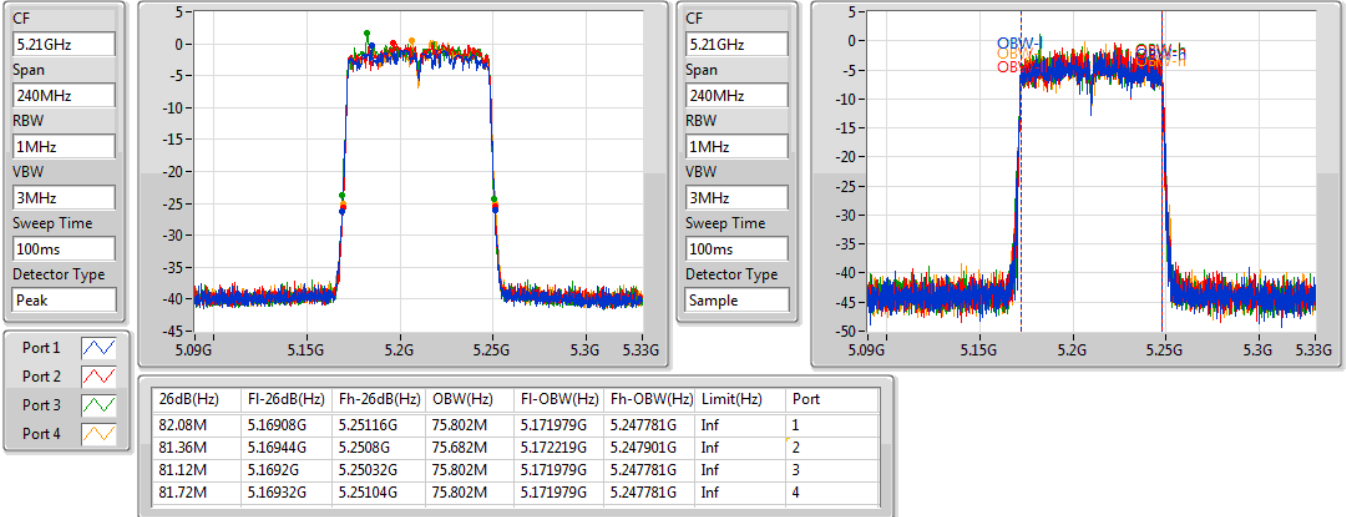 CF
5.21GHz
Span
240MHz
RBW
1MHz
VBW
3MHz
Sweep Time
100ms
Detector Type
Peak
5
0
-5
-10
-15
-20
-25
-30
-35
-40
-45
5.09G 5.15G 5.2G 5.25G 5.3G 5.33G
CF
5.21GHz
Span
240MHz
RBW
1MHz
VBW
3MHz
Sweep Time
100ms
Detector Type
Sample
5
0
-5
-10
-15
-20
-25
-30
-35
-40
-45
-50
OBW-l
OBW-h
5.09G 5.15G 5.2G 5.25G 5.3G 5.33G
Port 1
Port 2
Port 3
Port 4
26dB(Hz) Fl-26dB(Hz) Fh-26dB(Hz) OBW(Hz) Fl-OBW(Hz) Fh-OBW(Hz) Limit(Hz) Port
82.08M 5.16908G 5.25116G 75.802M 5.171979G 5.247781G Inf 1
81.36M 5.16944G 5.2508G 75.682M 5.172219G 5.247901G Inf 2
81.12M 5.1692G 5.25032G 75.802M 5.171979G 5.247781G Inf 3
81.72M 5.16932G 5.25104G 75.802M 5.171979G 5.247781G Inf 4